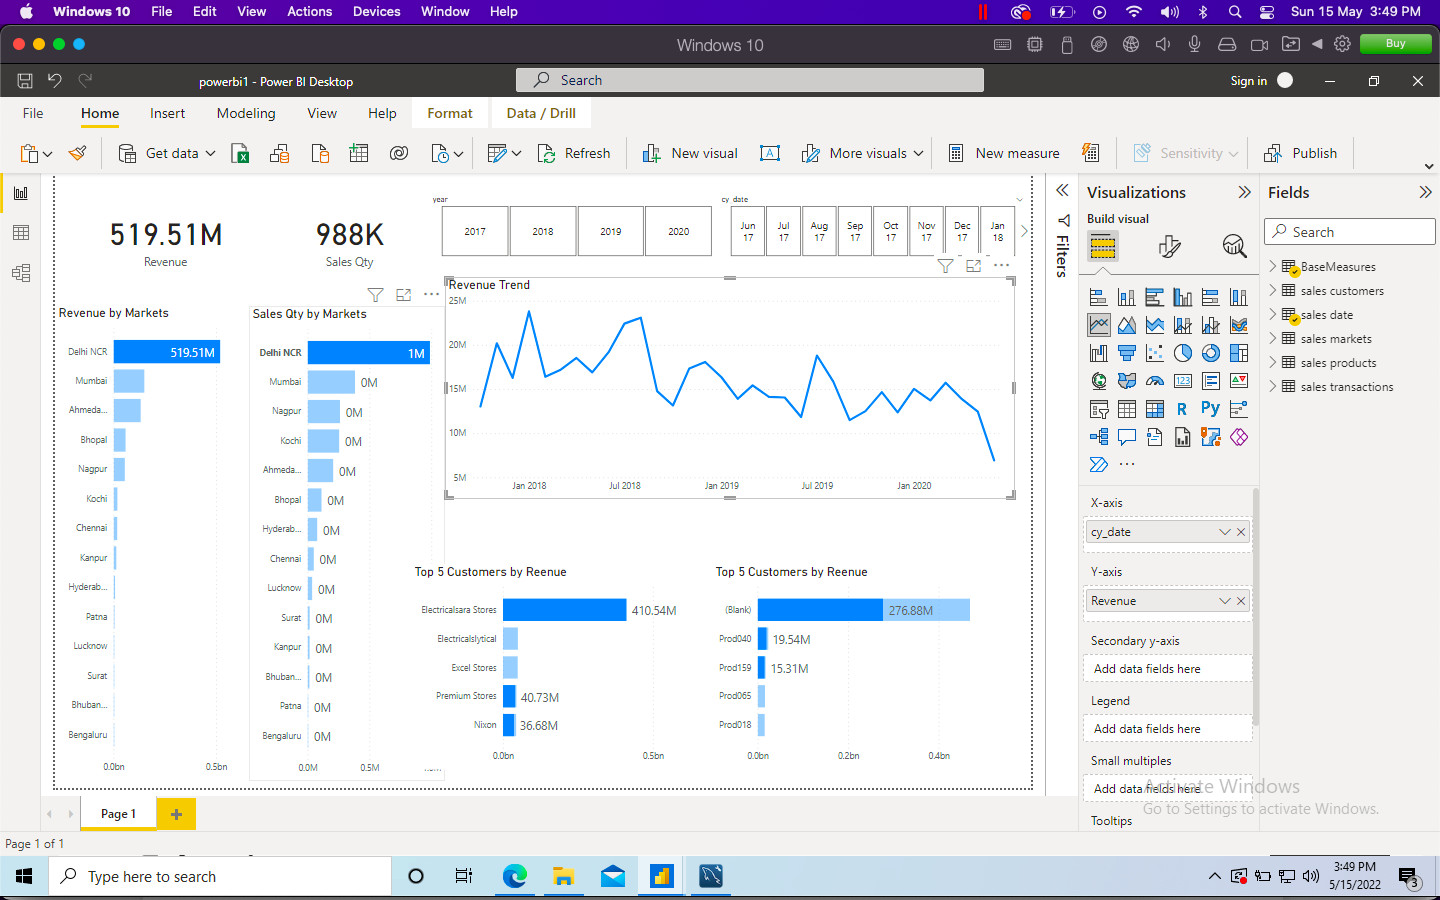 Windows 10 File Edit View Actions Devices Window Help Sun 15 May 3:49 PM
Windows 10 Buy
powerbi1 - Power BI Desktop Search Sign in
File Home Insert Modeling View Help Format Data / Drill
Get data Refresh New visual A More visuals New measure Sensitivity Publish
519.51M
Revenue
988K
Sales Qty
year
2017 2018 2019 2020
cy_date
Jun 17 Jul 17 Aug 17 Sep 17 Oct 17 Nov 17 Dec 17 Jan 18
Revenue by Markets
Delhi NCR 519.51M
Mumbai
Ahmeda...
Bhopal
Nagpur
Kochi
Chennai
Kanpur
Hyderab...
Patna
Lucknow
Surat
Bhuban...
Bengaluru
0.0bn 0.5bn
Sales Qty by Markets
Delhi NCR 1M
Mumbai 0M
Nagpur 0M
Kochi 0M
Ahmeda... 0M
Bhopal 0M
Hyderab... 0M
Chennai 0M
Lucknow 0M
Surat 0M
Kanpur 0M
Bhuban... 0M
Patna 0M
Bengaluru 0M
0.0M 0.5M
Revenue Trend
25M
20M
15M
10M
5M
Jan 2018 Jul 2018 Jan 2019 Jul 2019 Jan 2020
Top 5 Customers by Reenue
Electricalsara Stores 410.54M
Electricalslytical
Excel Stores
Premium Stores 40.73M
Nixon 36.68M
0.0bn 0.5bn
Top 5 Customers by Reenue
(Blank) 276.88M
Prod040 19.54M
Prod159 15.31M
Prod065
Prod018
0.0bn 0.2bn 0.4bn
Filters
Visualizations
Build visual
123
R Py
X-axis
cy_date
Y-axis
Revenue
Secondary y-axis
Add data fields here
Legend
Add data fields here
Small multiples
Add data fields here
Tooltips
Fields
Search
BaseMeasures
sales customers
sales date
sales markets
sales products
sales transactions
Activate Windows
Go to Settings to activate Windows.
Page 1
Page 1 of 1
Type here to search
3:49 PM
5/15/2022
3